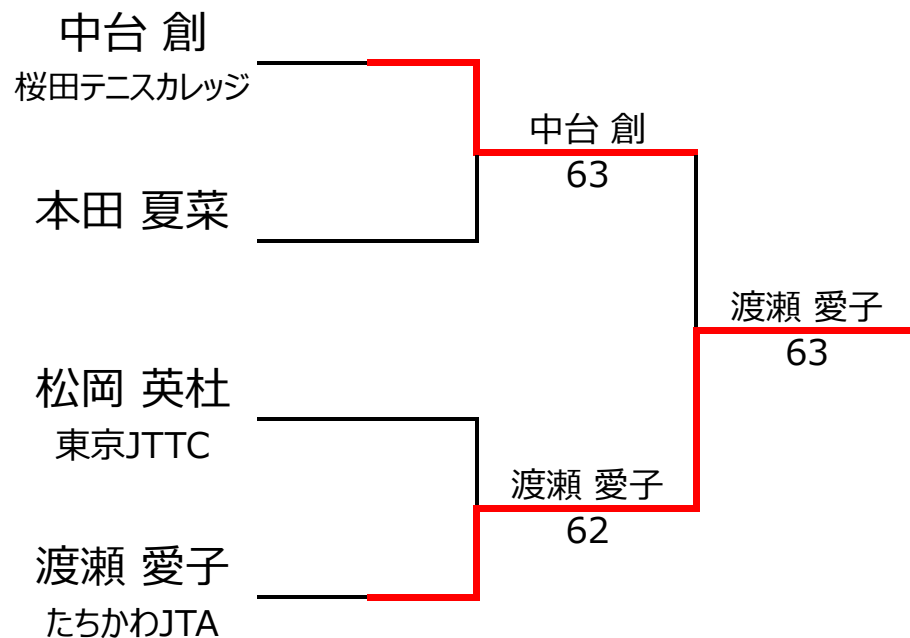 中台 創
桜田テニスカレッジ
中台 創
63
本田 夏菜
渡瀬 愛子
63
松岡 英杜
東京JTTC
渡瀬 愛子
62
渡瀬 愛子
たちかわJTA